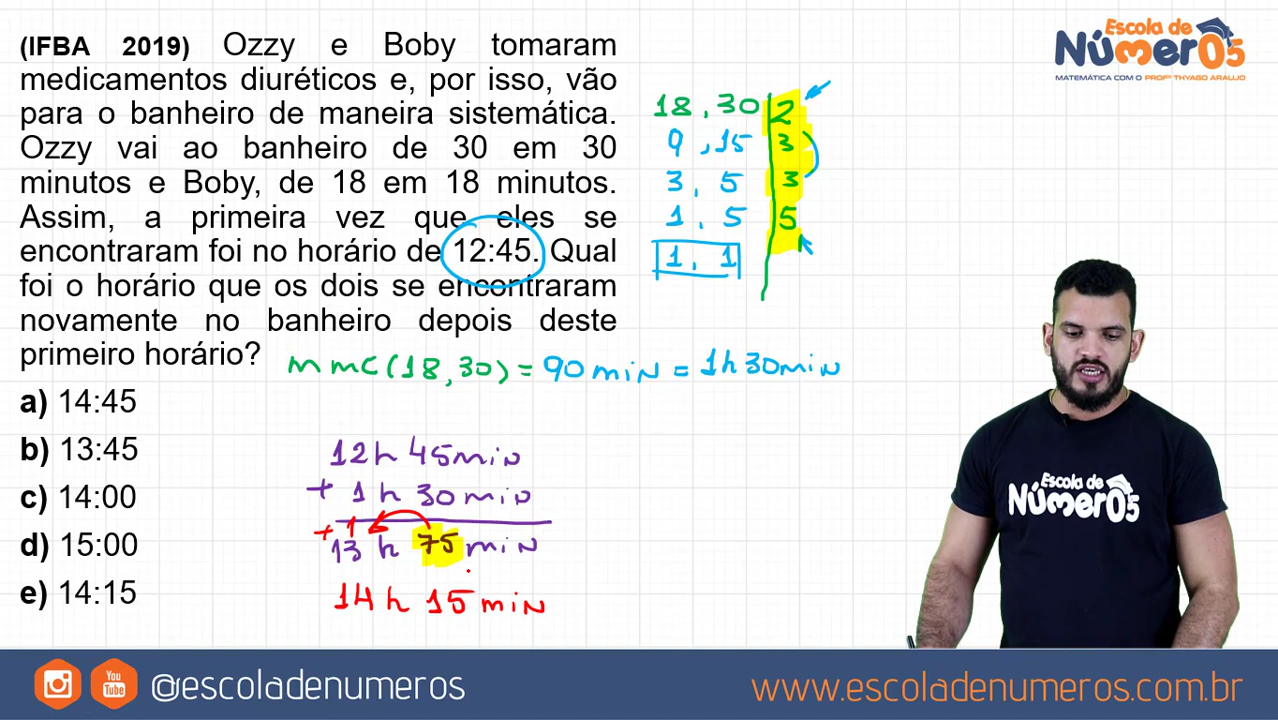 (IFBA 2019) Ozzy e Boby tomaram
medicamentos diuréticos e, por isso, vão
para o banheiro de maneira sistemática.
Ozzy vai ao banheiro de 30 em 30
minutos e Boby, de 18 em 18 minutos.
Assim, a primeira vez que eles se
encontraram foi no horário de 12:45. Qual
foi o horário que os dois se encontraram
novamente no banheiro depois deste
primeiro horário?
a) 14:45
b) 13:45
c) 14:00
d) 15:00
e) 14:15
18, 30 2
9, 15 3
3, 5 3
1, 5 5
1, 1
mmc(18, 30) = 90 min = 1h 30min
12h 45min
+ 1h 30min
+ 1
13h 75min
14h 15min
Escola de
NúmerOs
MATEMÁTICA COM O PROFº THYAGO ARAUJO
Escola de
NúmerOs
You
Tube
@escoladenumeros
www.escoladenumeros.com.br